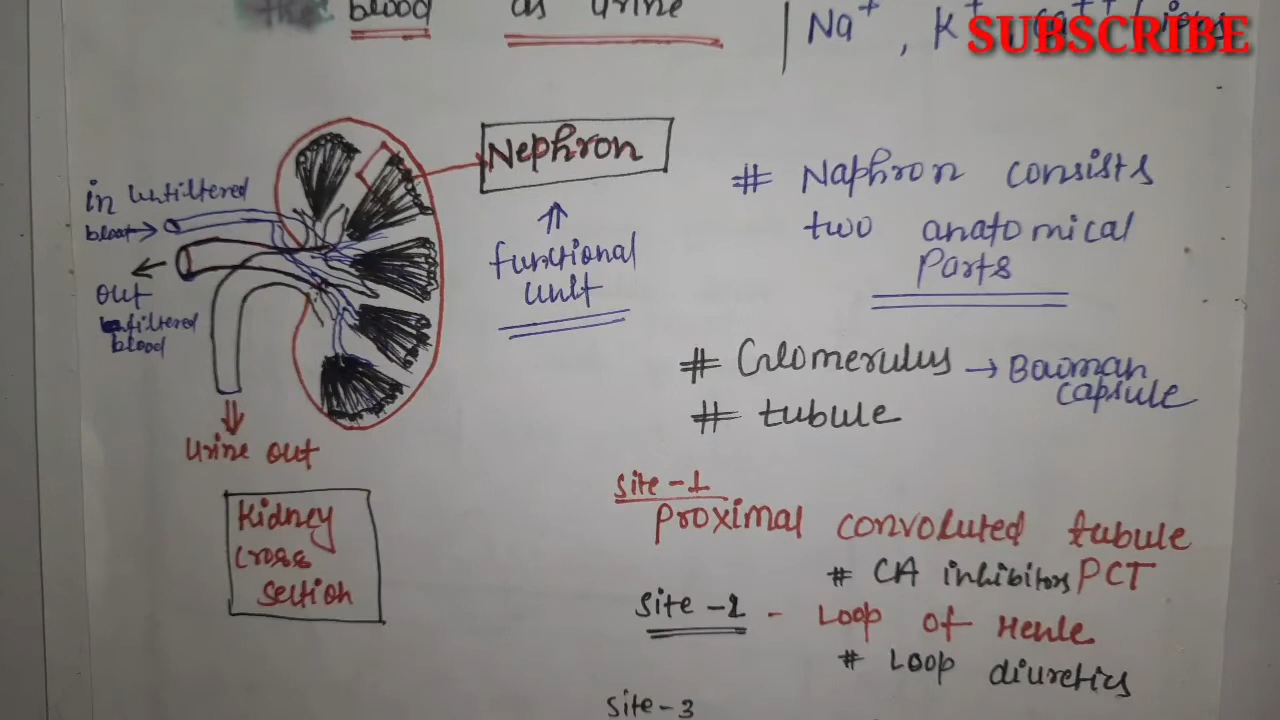 blood as urine
Na⁺, K⁺
SUBSCRIBE
Nephron
functional
unit
in unfiltered
bloot
out
filtered
blood
urine out
Kidney
cross
section
# Naphron consists
two anatomical
Parts
# Glomerulus → Bowman
capsule
# tubule
Site-1
Proximal convoluted tubule
# CA inhibitors PCT
Site-2 - Loop of Henle
# Loop diuretics
Site-3